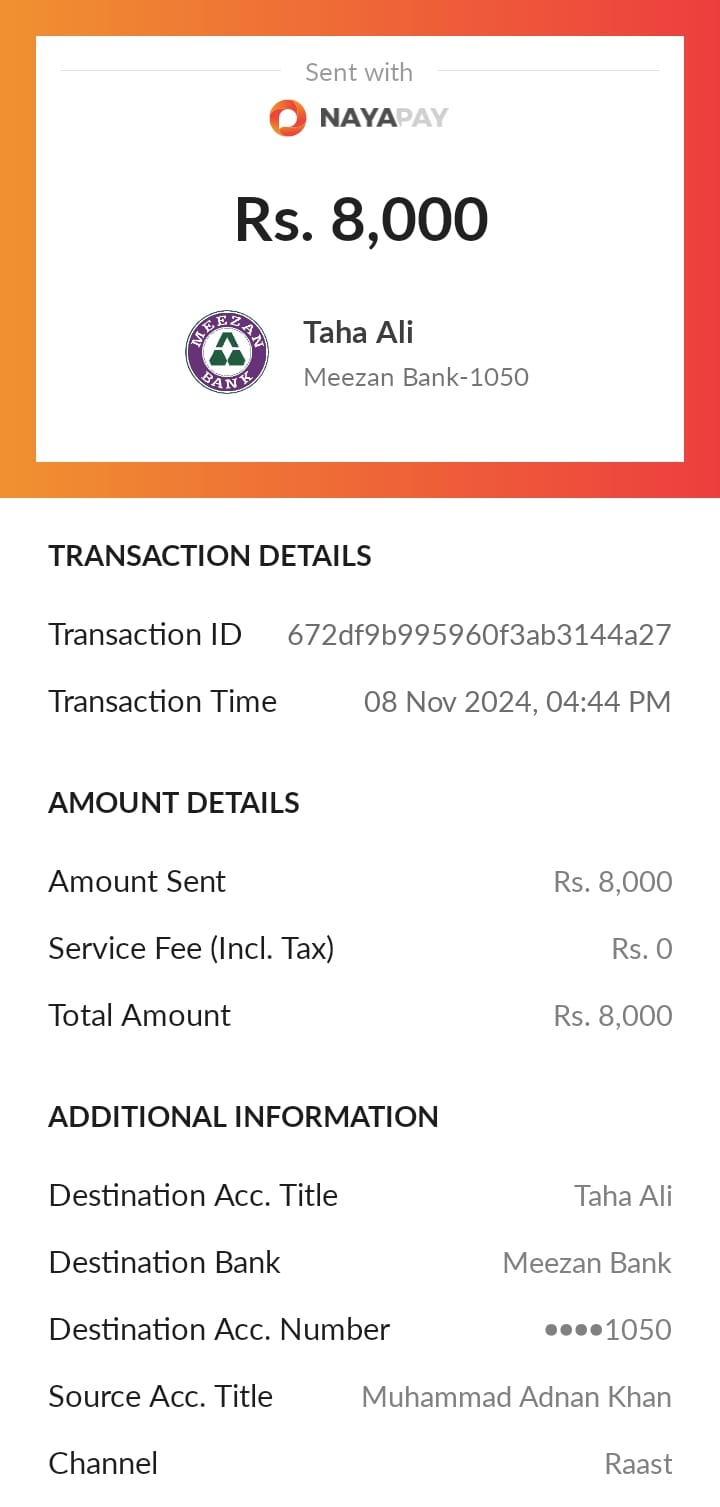 Sent with
NAYAPAY
Rs. 8,000
MEEZAN BANK
Taha Ali
Meezan Bank-1050
TRANSACTION DETAILS
Transaction ID 672df9b995960f3ab3144a27
Transaction Time 08 Nov 2024, 04:44 PM
AMOUNT DETAILS
Amount Sent Rs. 8,000
Service Fee (Incl. Tax) Rs. 0
Total Amount Rs. 8,000
ADDITIONAL INFORMATION
Destination Acc. Title Taha Ali
Destination Bank Meezan Bank
Destination Acc. Number ••••1050
Source Acc. Title Muhammad Adnan Khan
Channel Raast